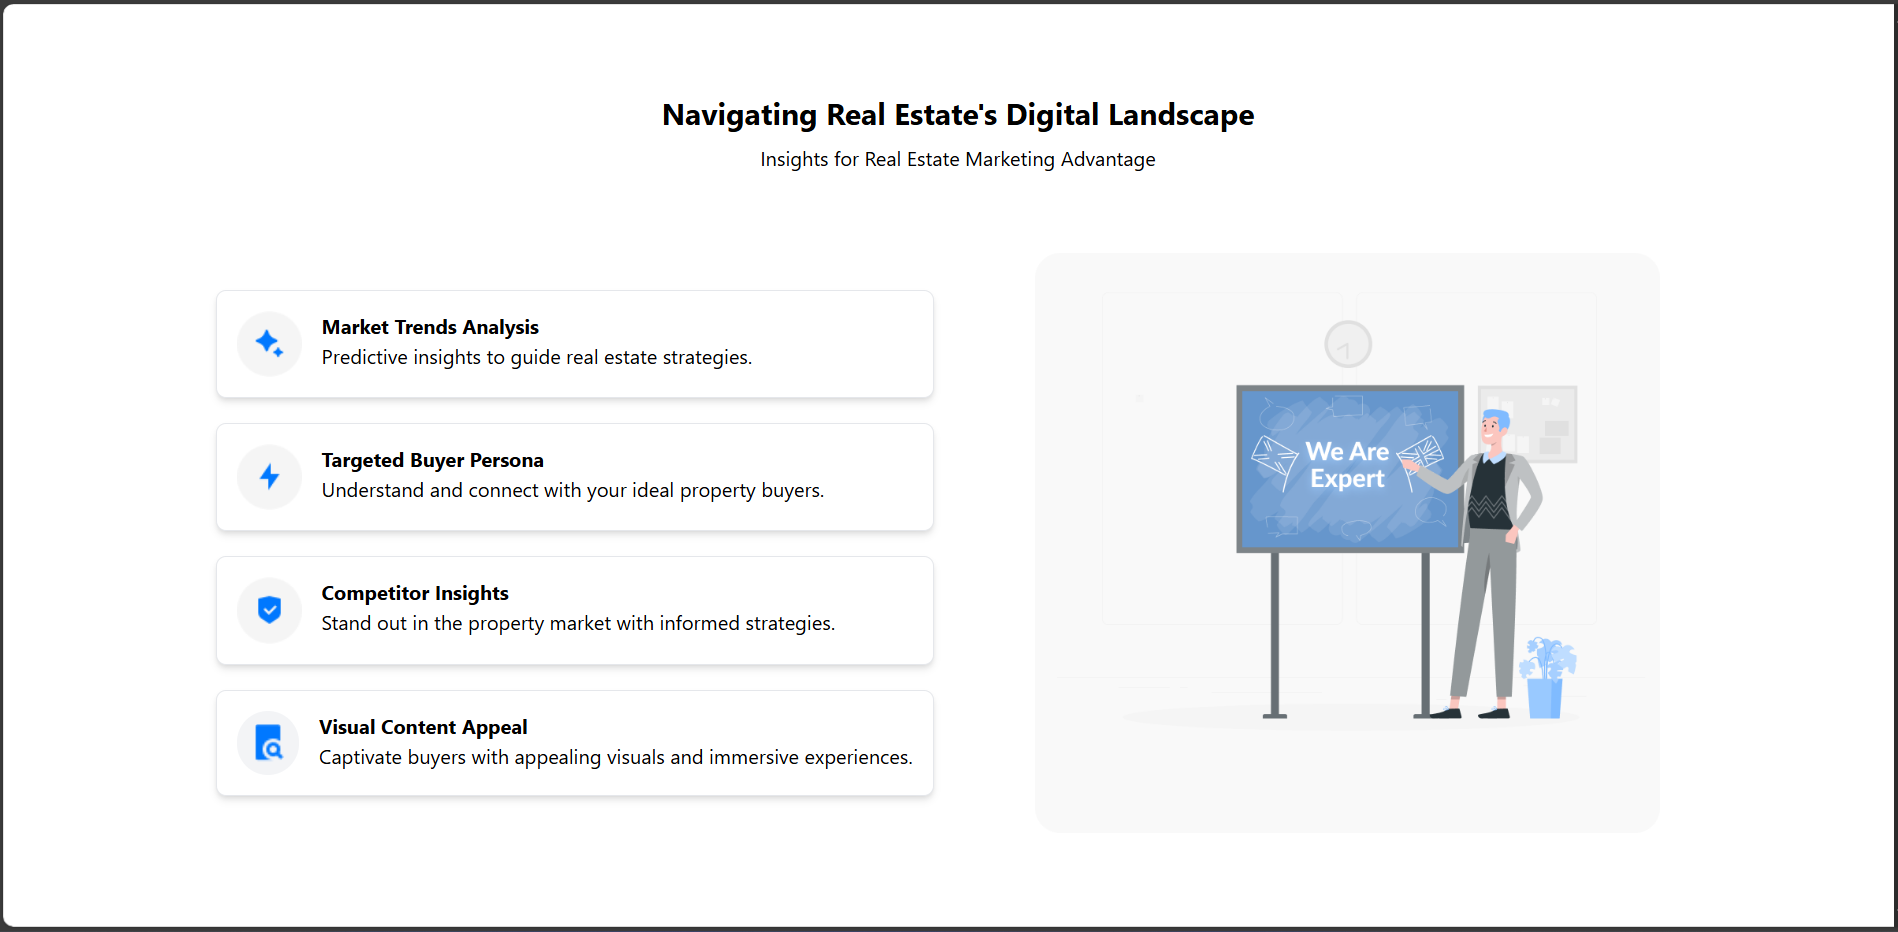 Navigating Real Estate's Digital Landscape
Insights for Real Estate Marketing Advantage
Market Trends Analysis
Predictive insights to guide real estate strategies.
Targeted Buyer Persona
Understand and connect with your ideal property buyers.
Competitor Insights
Stand out in the property market with informed strategies.
Visual Content Appeal
Captivate buyers with appealing visuals and immersive experiences.
We Are
Expert